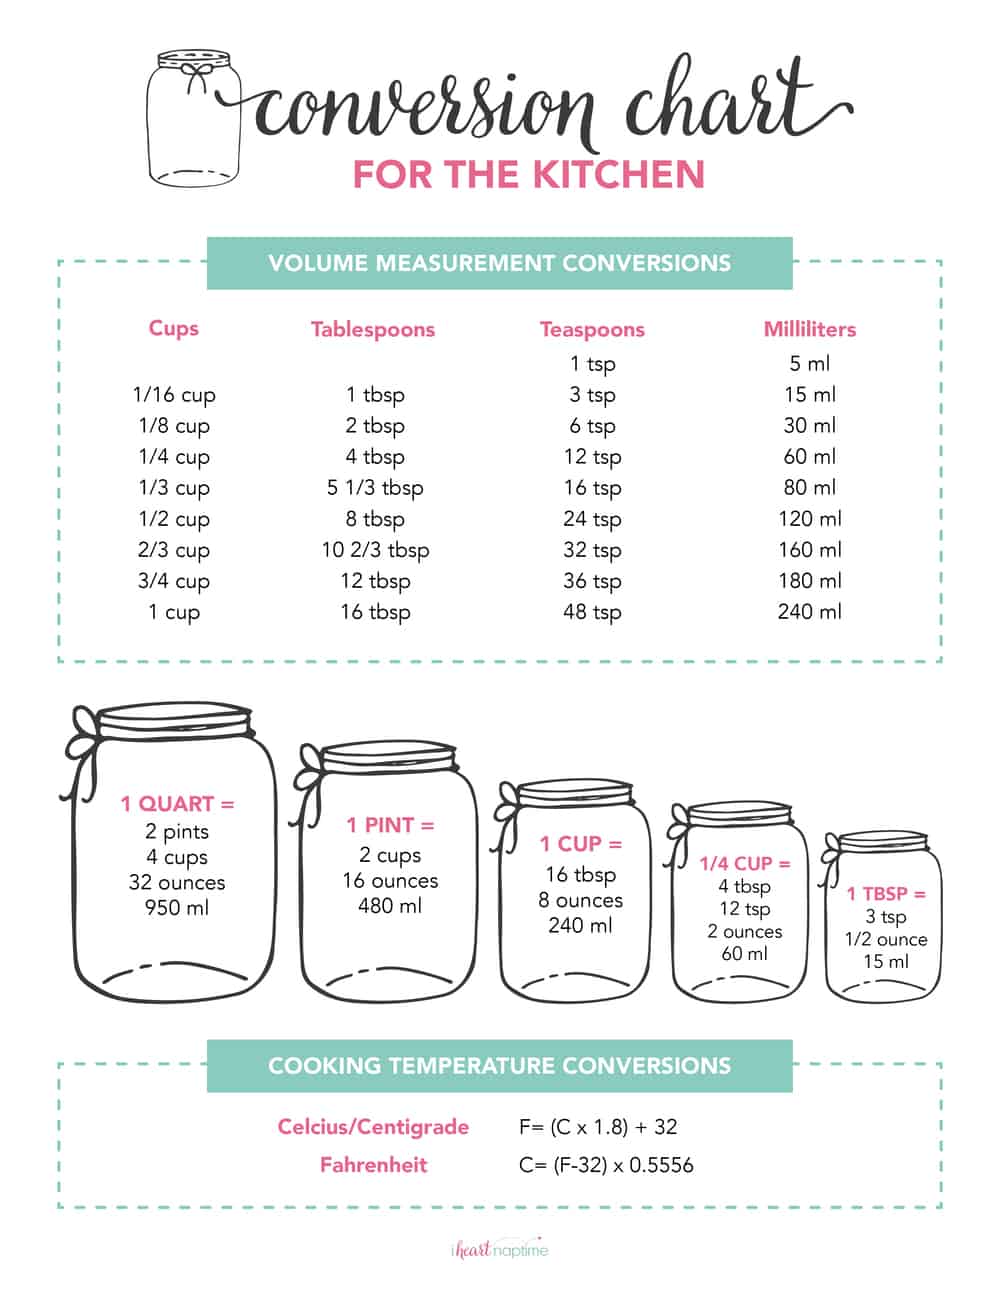 conversion chart
FOR THE KITCHEN
VOLUME MEASUREMENT CONVERSIONS
Cups Tablespoons Teaspoons Milliliters
1 tsp 5 ml
1/16 cup 1 tbsp 3 tsp 15 ml
1/8 cup 2 tbsp 6 tsp 30 ml
1/4 cup 4 tbsp 12 tsp 60 ml
1/3 cup 5 1/3 tbsp 16 tsp 80 ml
1/2 cup 8 tbsp 24 tsp 120 ml
2/3 cup 10 2/3 tbsp 32 tsp 160 ml
3/4 cup 12 tbsp 36 tsp 180 ml
1 cup 16 tbsp 48 tsp 240 ml
1 QUART =
2 pints
4 cups
32 ounces
950 ml
1 PINT =
2 cups
16 ounces
480 ml
1 CUP =
16 tbsp
8 ounces
240 ml
1/4 CUP =
4 tbsp
12 tsp
2 ounces
60 ml
1 TBSP =
3 tsp
1/2 ounce
15 ml
COOKING TEMPERATURE CONVERSIONS
Celcius/Centigrade F= (C x 1.8) + 32
Fahrenheit C= (F-32) x 0.5556
i heart naptime